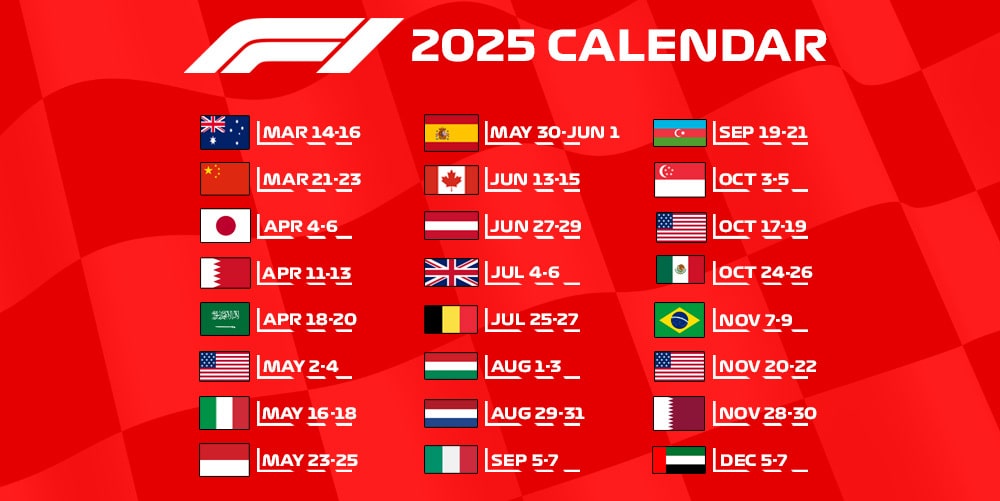 F1 2025 CALENDAR
MAR 14-16
MAR 21-23
APR 4-6
APR 11-13
APR 18-20
MAY 2-4
MAY 16-18
MAY 23-25
MAY 30-JUN 1
JUN 13-15
JUN 27-29
JUL 4-6
JUL 25-27
AUG 1-3
AUG 29-31
SEP 5-7
SEP 19-21
OCT 3-5
OCT 17-19
OCT 24-26
NOV 7-9
NOV 20-22
NOV 28-30
DEC 5-7